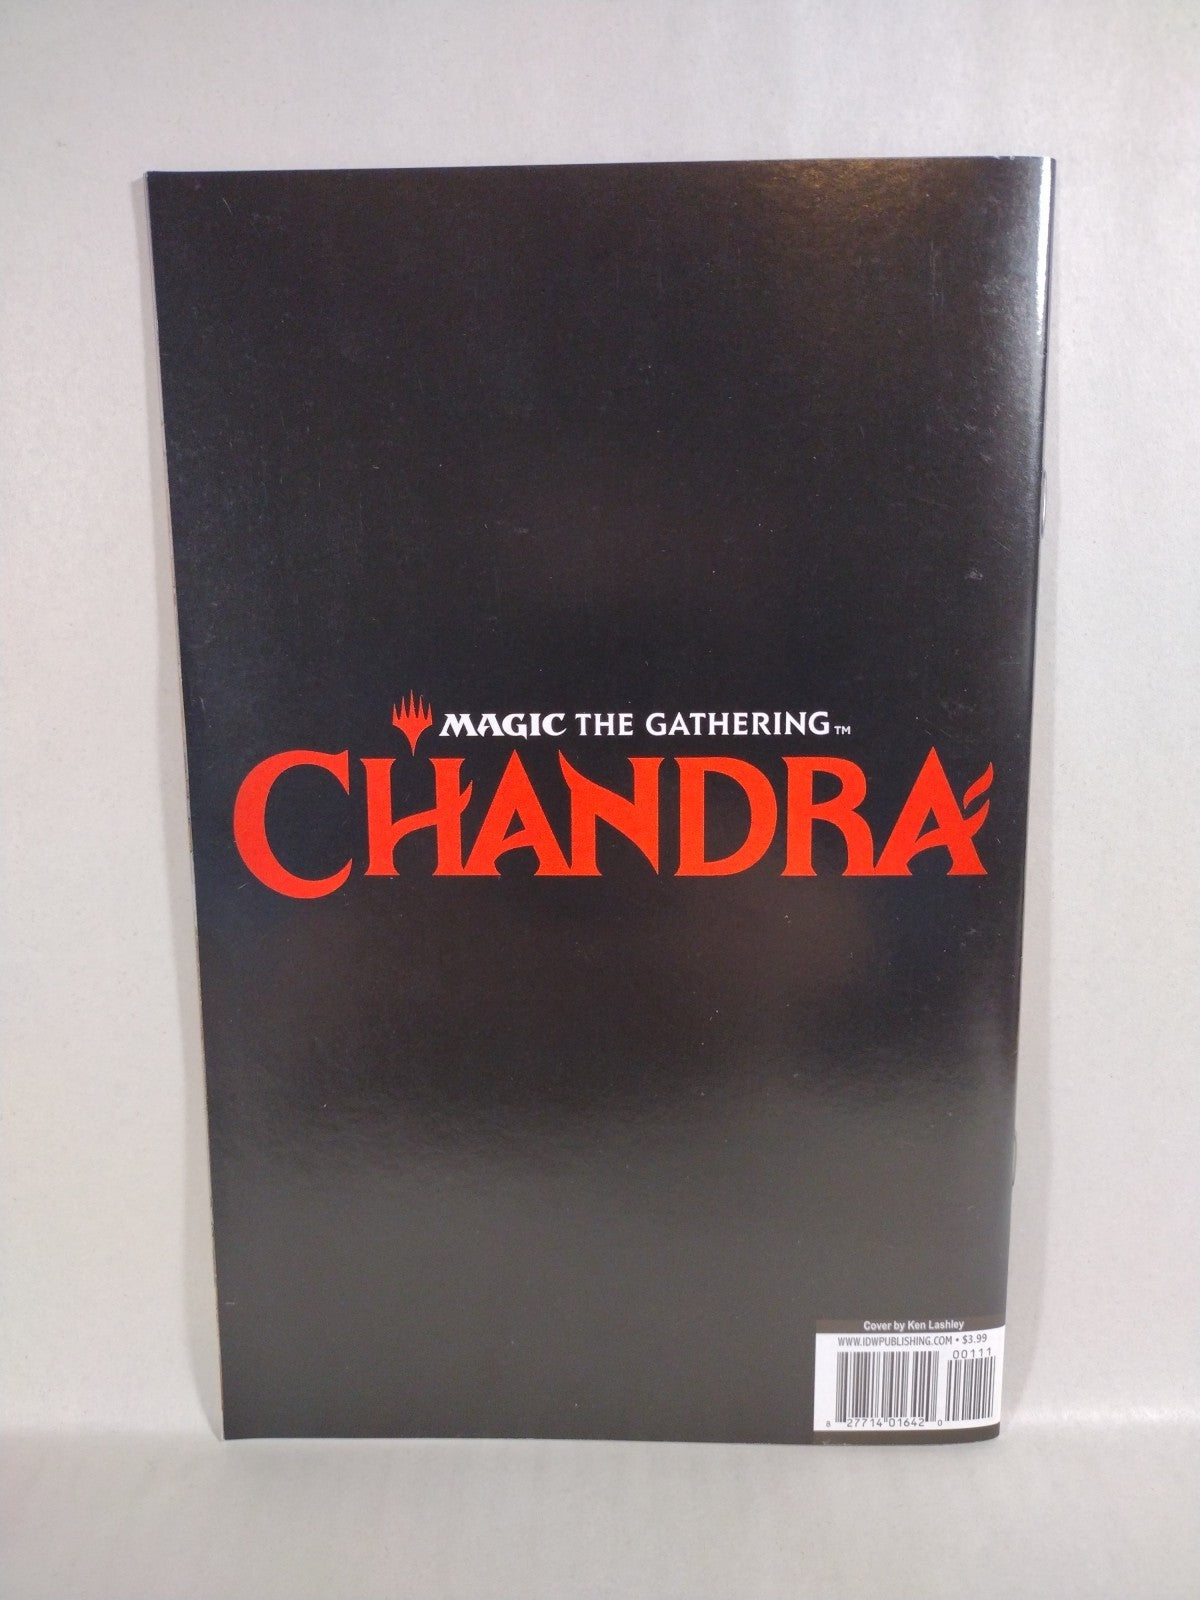 MAGIC THE GATHERING™
CHANDRA
Cover by Ken Lashley
WWW.IDWPUBLISHING.COM • $3.99
00111
8 27714 01642 0